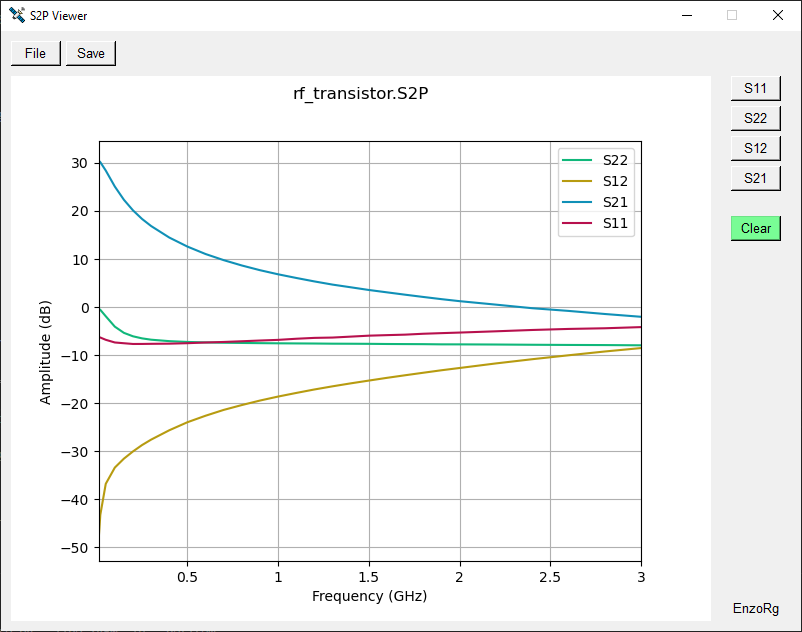 S2P Viewer
File Save
rf_transistor.S2P
S11
S22
S12
S21
Clear
S22
S12
S21
S11
Amplitude (dB)
30
20
10
0
−10
−20
−30
−40
−50
0.5 1 1.5 2 2.5 3
Frequency (GHz)
EnzoRg